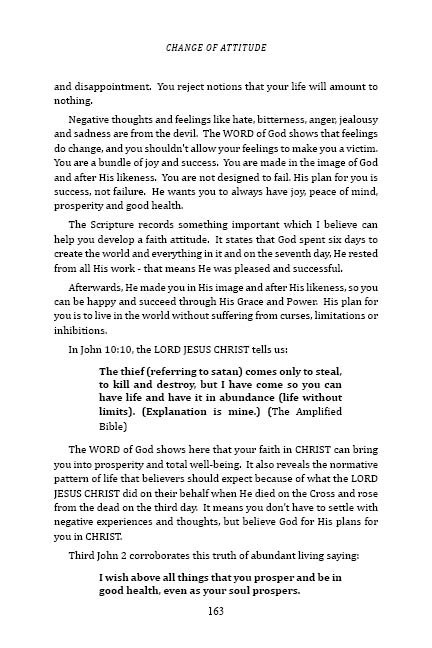 CHANGE OF ATTITUDE
and disappointment. You reject notions that your life will amount to
nothing.
Negative thoughts and feelings like hate, bitterness, anger, jealousy
and sadness are from the devil. The WORD of God shows that feelings
do change, and you shouldn't allow your feelings to make you a victim.
You are a bundle of joy and success. You are made in the image of God
and after His likeness. You are not designed to fail. His plan for you is
success, not failure. He wants you to always have joy, peace of mind,
prosperity and good health.
The Scripture records something important which I believe can
help you develop a faith attitude. It states that God spent six days to
create the world and everything in it and on the seventh day, He rested
from all His work - that means He was pleased and successful.
Afterwards, He made you in His image and after His likeness, so you
can be happy and succeed through His Grace and Power. His plan for
you is to live in the world without suffering from curses, limitations or
inhibitions.
In John 10:10, the LORD JESUS CHRIST tells us:
The thief (referring to satan) comes only to steal,
to kill and destroy, but I have come so you can
have life and have it in abundance (life without
limits). (Explanation is mine.) (The Amplified
Bible)
The WORD of God shows here that your faith in CHRIST can bring
you into prosperity and total well-being. It also reveals the normative
pattern of life that believers should expect because of what the LORD
JESUS CHRIST did on their behalf when He died on the Cross and rose
from the dead on the third day. It means you don't have to settle with
negative experiences and thoughts, but believe God for His plans for
you in CHRIST.
Third John 2 corroborates this truth of abundant living saying:
I wish above all things that you prosper and be in
good health, even as your soul prospers.
163